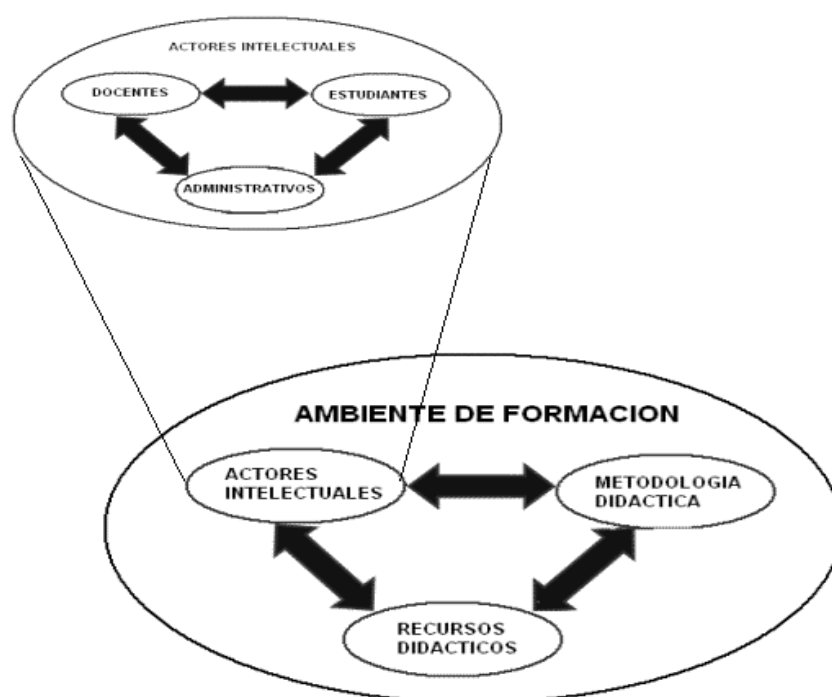 ACTORES INTELECTUALES
DOCENTES
ESTUDIANTES
ADMINISTRATIVOS
AMBIENTE DE FORMACION
ACTORES
INTELECTUALES
METODOLOGIA
DIDACTICA
RECURSOS
DIDACTICOS